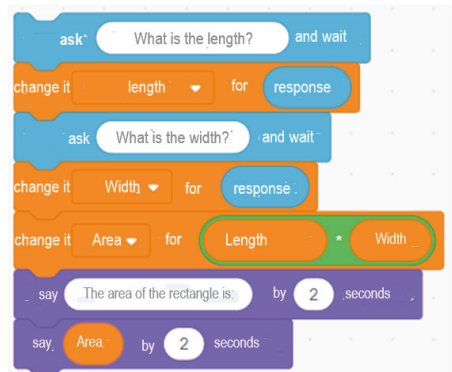 ask What is the length? and wait
change it length for response
ask What is the width? and wait
change it Width for response
change it Area for Length * Width
say The area of the rectangle is: by 2 seconds
say, Area by 2 seconds